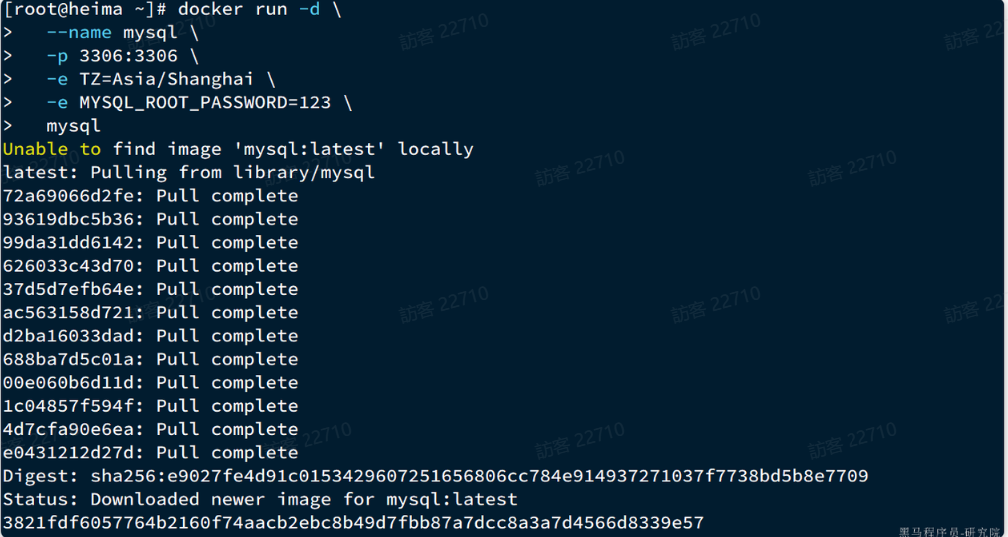 [root@heima ~]# docker run -d \
>   --name mysql \
>   -p 3306:3306 \
>   -e TZ=Asia/Shanghai \
>   -e MYSQL_ROOT_PASSWORD=123 \
>   mysql
Unable to find image 'mysql:latest' locally
latest: Pulling from library/mysql
72a69066d2fe: Pull complete
93619dbc5b36: Pull complete
99da31dd6142: Pull complete
626033c43d70: Pull complete
37d5d7efb64e: Pull complete
ac563158d721: Pull complete
d2ba16033dad: Pull complete
688ba7d5c01a: Pull complete
00e060b6d11d: Pull complete
1c04857f594f: Pull complete
4d7cfa90e6ea: Pull complete
e0431212d27d: Pull complete
Digest: sha256:e9027fe4d91c0153429607251656806cc784e914937271037f7738bd5b8e7709
Status: Downloaded newer image for mysql:latest
3821fdf6057764b2160f74aacb2ebc8b49d7fbb87a7dcc8a3a7d4566d8339e57
訪客 22710
黑马程序员-研究院